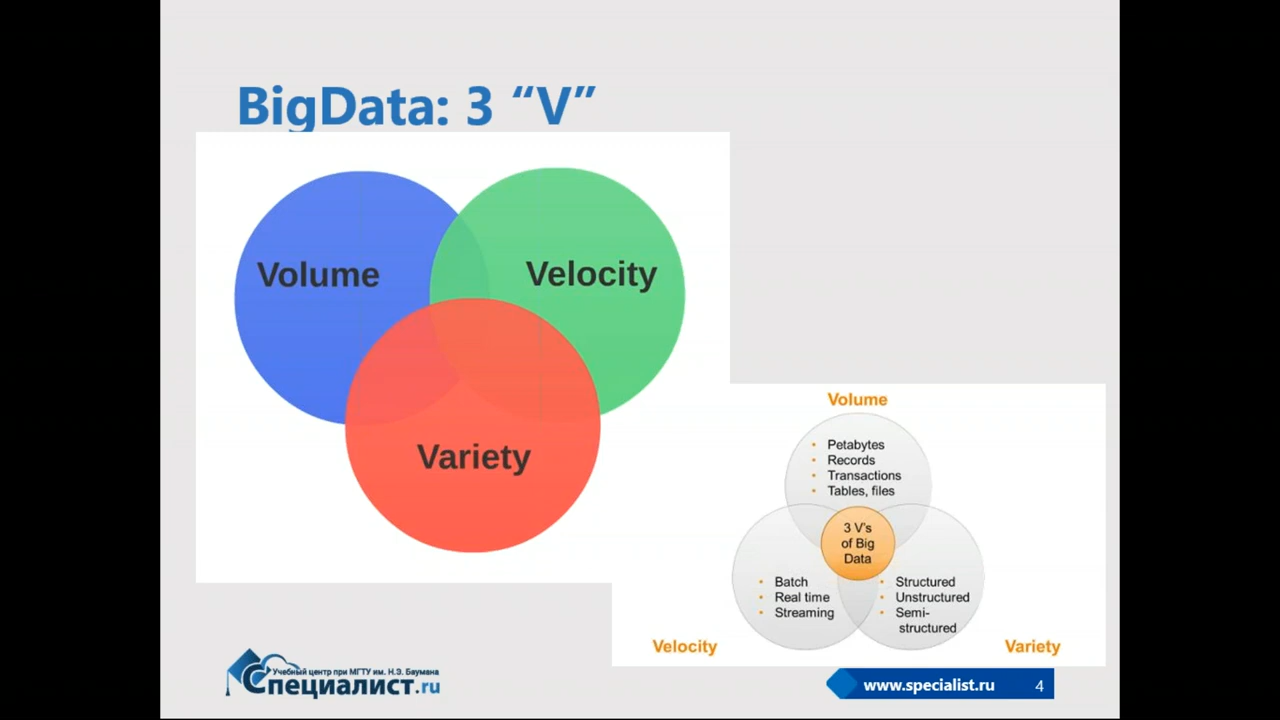 BigData: 3 “V”
Volume
Velocity
Variety
Volume
• Petabytes
• Records
• Transactions
• Tables, files
3 V's
of Big
Data
• Batch
• Real time
• Streaming
• Structured
• Unstructured
• Semi-
structured
Velocity
Variety
Учебный центр при МГТУ им. Н.Э. Баумана
Специалист.ru
www.specialist.ru
4